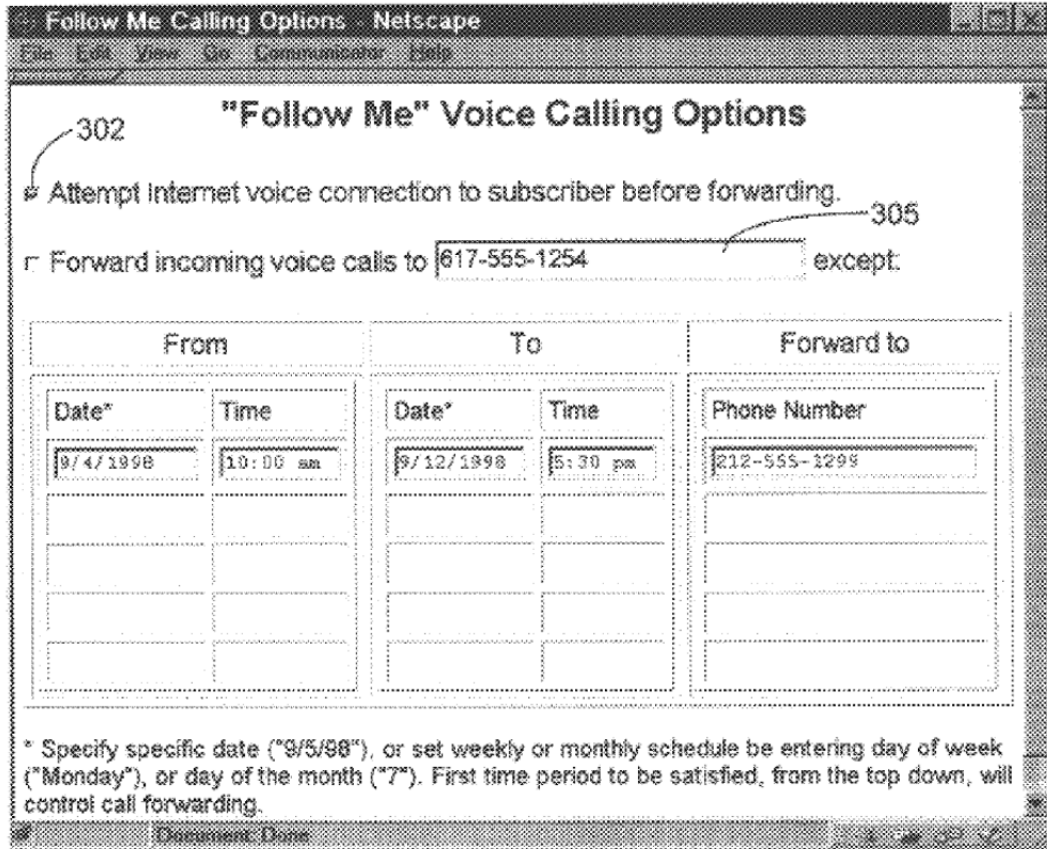 Follow Me Calling Options - Netscape
File Edit View Go Communicator Help
"Follow Me" Voice Calling Options
302
Attempt Internet voice connection to subscriber before forwarding.
305
Forward incoming voice calls to 617-555-1254 except:
From To Forward to
Date* Time Date* Time Phone Number
9/4/1998 10:00 am 9/12/1998 5:30 pm 212-555-1299
* Specify specific date ("9/5/98"), or set weekly or monthly schedule be entering day of week
("Monday"), or day of the month ("7"). First time period to be satisfied, from the top down, will
control call forwarding.
Document: Done